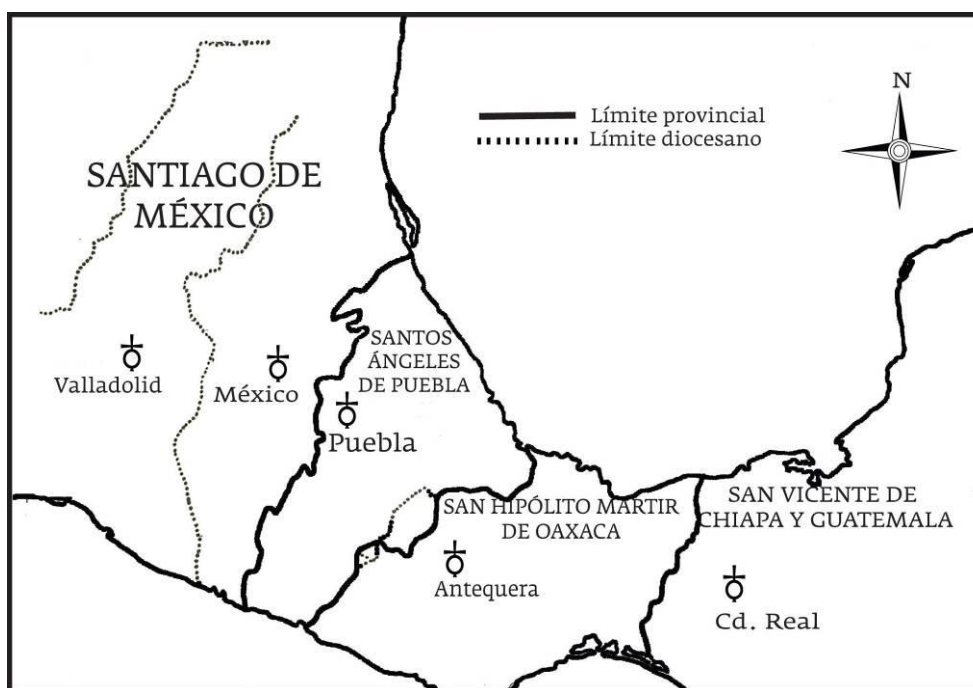 N
Límite provincial
Límite diocesano
SANTIAGO DE
MÉXICO
SANTOS
ÁNGELES
DE PUEBLA
Valladolid
México
Puebla
SAN HIPÓLITO MARTIR
DE OAXACA
SAN VICENTE DE
CHIAPA Y GUATEMALA
Antequera
Cd. Real